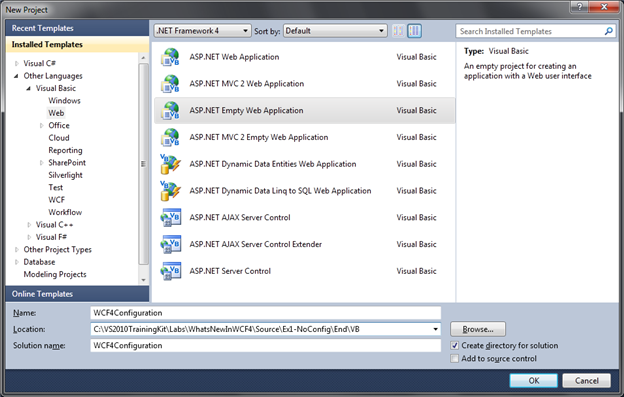 New Project
Recent Templates
.NET Framework 4 Sort by: Default
Search Installed Templates
Installed Templates
Visual C#
Other Languages
Visual Basic
Windows
Web
Office
Cloud
Reporting
SharePoint
Silverlight
Test
WCF
Workflow
Visual C++
Visual F#
Other Project Types
Database
Modeling Projects
Online Templates
ASP.NET Web Application Visual Basic
ASP.NET MVC 2 Web Application Visual Basic
ASP.NET Empty Web Application Visual Basic
ASP.NET MVC 2 Empty Web Application Visual Basic
ASP.NET Dynamic Data Entities Web Application Visual Basic
ASP.NET Dynamic Data Linq to SQL Web Application Visual Basic
ASP.NET AJAX Server Control Visual Basic
ASP.NET AJAX Server Control Extender Visual Basic
ASP.NET Server Control Visual Basic
Type: Visual Basic
An empty project for creating an
application with a Web user interface
Name: WCF4Configuration
Location: C:\VS2010TrainingKit\Labs\WhatsNewInWCF4\Source\Ex1-NoConfig\End\VB
Browse...
Solution name: WCF4Configuration
Create directory for solution
Add to source control
OK Cancel